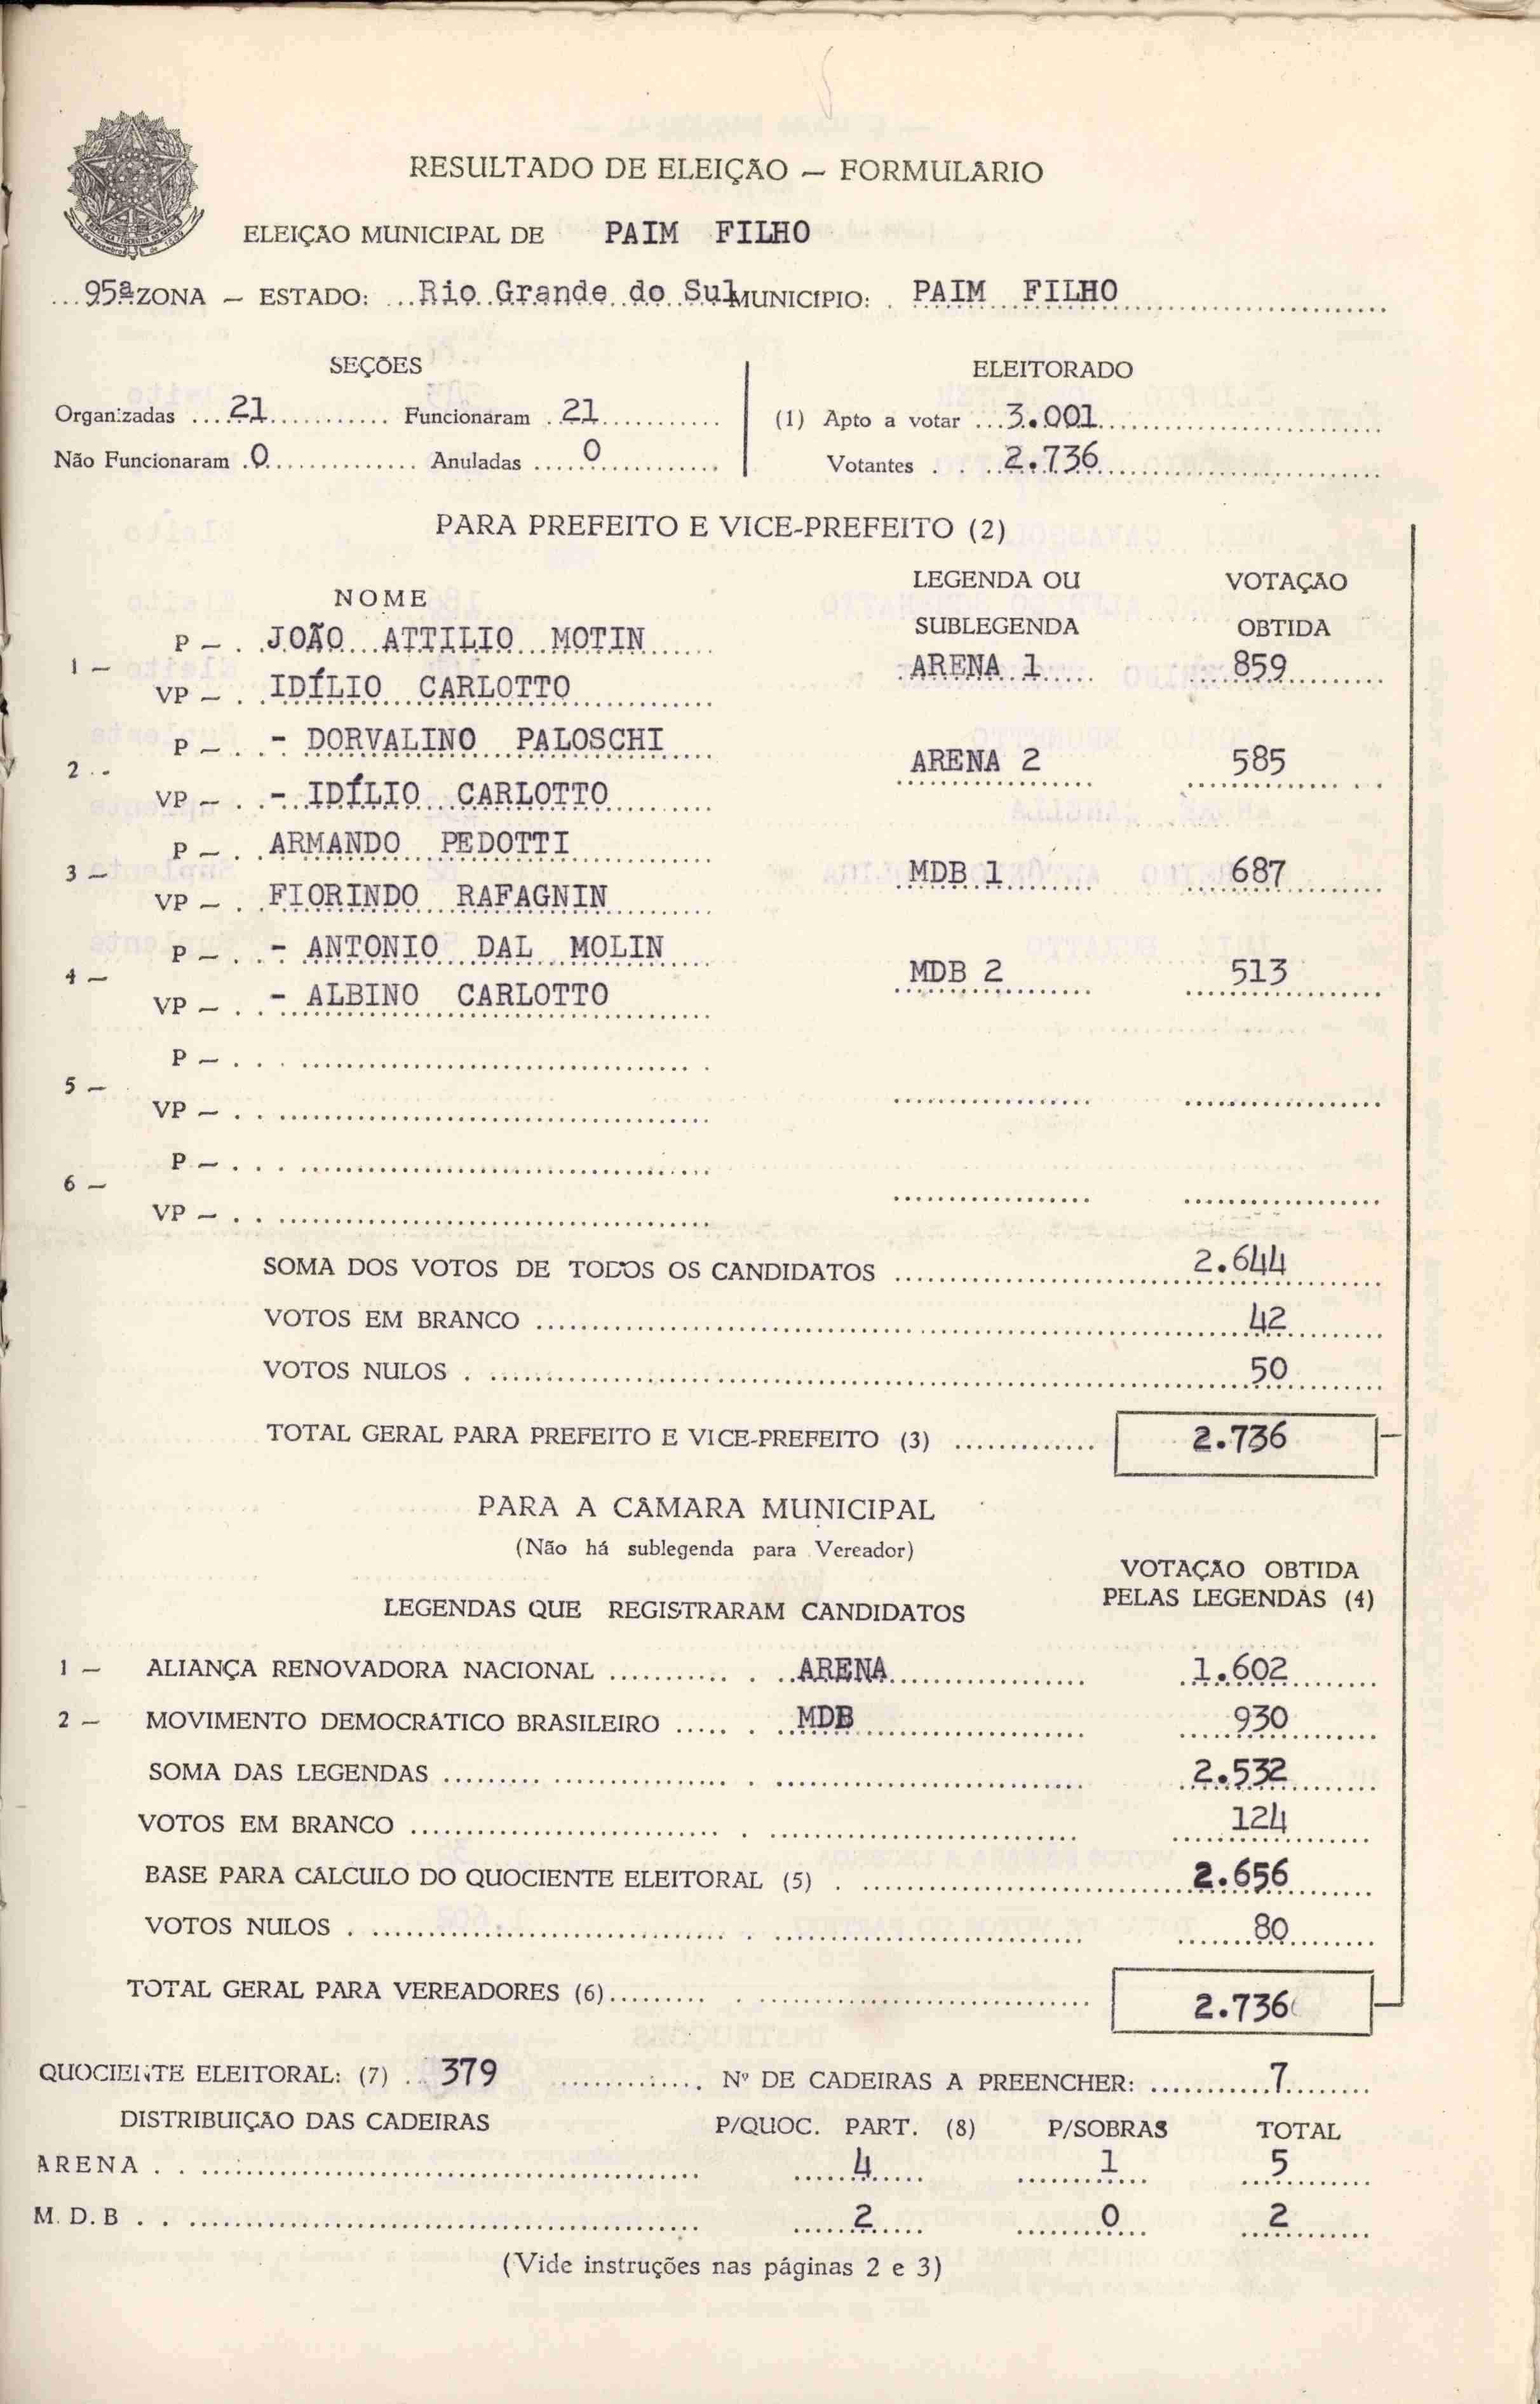 RESULTADO DE ELEIÇÃO — FORMULÁRIO
ELEIÇÃO MUNICIPAL DE PAIM FILHO
95ª ZONA — ESTADO: Rio Grande do Sul MUNICIPIO: PAIM FILHO
SEÇÕES ELEITORADO
Organizadas 21 Funcionaram 21 (1) Apto a votar 3.001
Não Funcionaram 0 Anuladas 0 Votantes 2.736
PARA PREFEITO E VICE-PREFEITO (2)
NOME LEGENDA OU SUBLEGENDA VOTAÇÃO OBTIDA
1 — P — JOÃO ATTILIO MOTIN
VP — IDÍLIO CARLOTTO ARENA 1 859
2 — P — - DORVALINO PALOSCHI
VP — - IDÍLIO CARLOTTO ARENA 2 585
3 — P — ARMANDO PEDOTTI
VP — FIORINDO RAFAGNIN MDB 1 687
4 — P — - ANTONIO DAL MOLIN
VP — - ALBINO CARLOTTO MDB 2 513
5 — P —
VP —
6 — P —
VP —
SOMA DOS VOTOS DE TODOS OS CANDIDATOS 2.644
VOTOS EM BRANCO 42
VOTOS NULOS 50
TOTAL GERAL PARA PREFEITO E VICE-PREFEITO (3) 2.736
PARA A CÂMARA MUNICIPAL
(Não há sublegenda para Vereador)
LEGENDAS QUE REGISTRARAM CANDIDATOS VOTAÇÃO OBTIDA PELAS LEGENDAS (4)
1 — ALIANÇA RENOVADORA NACIONAL ARENA 1.602
2 — MOVIMENTO DEMOCRÁTICO BRASILEIRO MDB 930
SOMA DAS LEGENDAS 2.532
VOTOS EM BRANCO 124
BASE PARA CÁLCULO DO QUOCIENTE ELEITORAL (5) 2.656
VOTOS NULOS 80
TOTAL GERAL PARA VEREADORES (6) 2.736
QUOCIENTE ELEITORAL: (7) 379 Nº DE CADEIRAS A PREENCHER: 7
DISTRIBUIÇÃO DAS CADEIRAS P/QUOC. PART. (8) P/SOBRAS TOTAL
ARENA 4 1 5
M.D.B 2 0 2
(Vide instruções nas páginas 2 e 3)